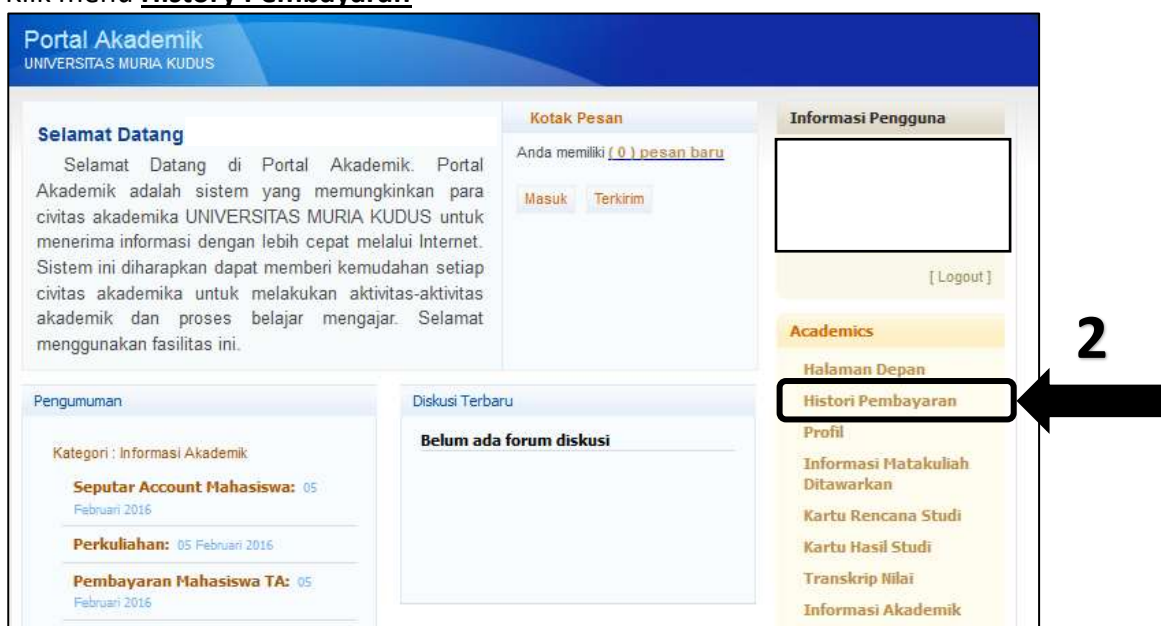 Klik menu History Pembayaran
Portal Akademik
UNIVERSITAS MURIA KUDUS
Selamat Datang
Selamat Datang di Portal Akademik. Portal
Akademik adalah sistem yang memungkinkan para
civitas akademika UNIVERSITAS MURIA KUDUS untuk
menerima informasi dengan lebih cepat melalui Internet.
Sistem ini diharapkan dapat memberi kemudahan setiap
civitas akademika untuk melakukan aktivitas-aktivitas
akademik dan proses belajar mengajar. Selamat
menggunakan fasilitas ini.
Kotak Pesan
Anda memiliki ( 0 ) pesan baru
Masuk Terkirim
Informasi Pengguna
[ Logout ]
Academics
Halaman Depan
Histori Pembayaran
Profil
Informasi Matakuliah
Ditawarkan
Kartu Rencana Studi
Kartu Hasil Studi
Transkrip Nilai
Informasi Akademik
2
Pengumuman
Kategori : Informasi Akademik
Seputar Account Mahasiswa: 05
Februari 2016
Perkuliahan: 05 Februari 2016
Pembayaran Mahasiswa TA: 05
Februari 2016
Diskusi Terbaru
Belum ada forum diskusi